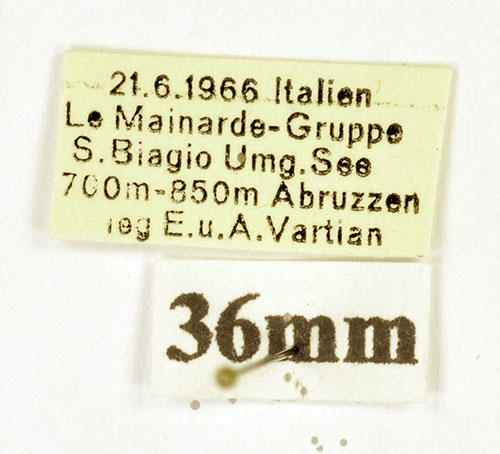 21.6.1966 Italien
Le Mainarde-Gruppe
S.Biagio Umg.See
700m-850m Abruzzen
leg E.u.A.Vartian
36mm